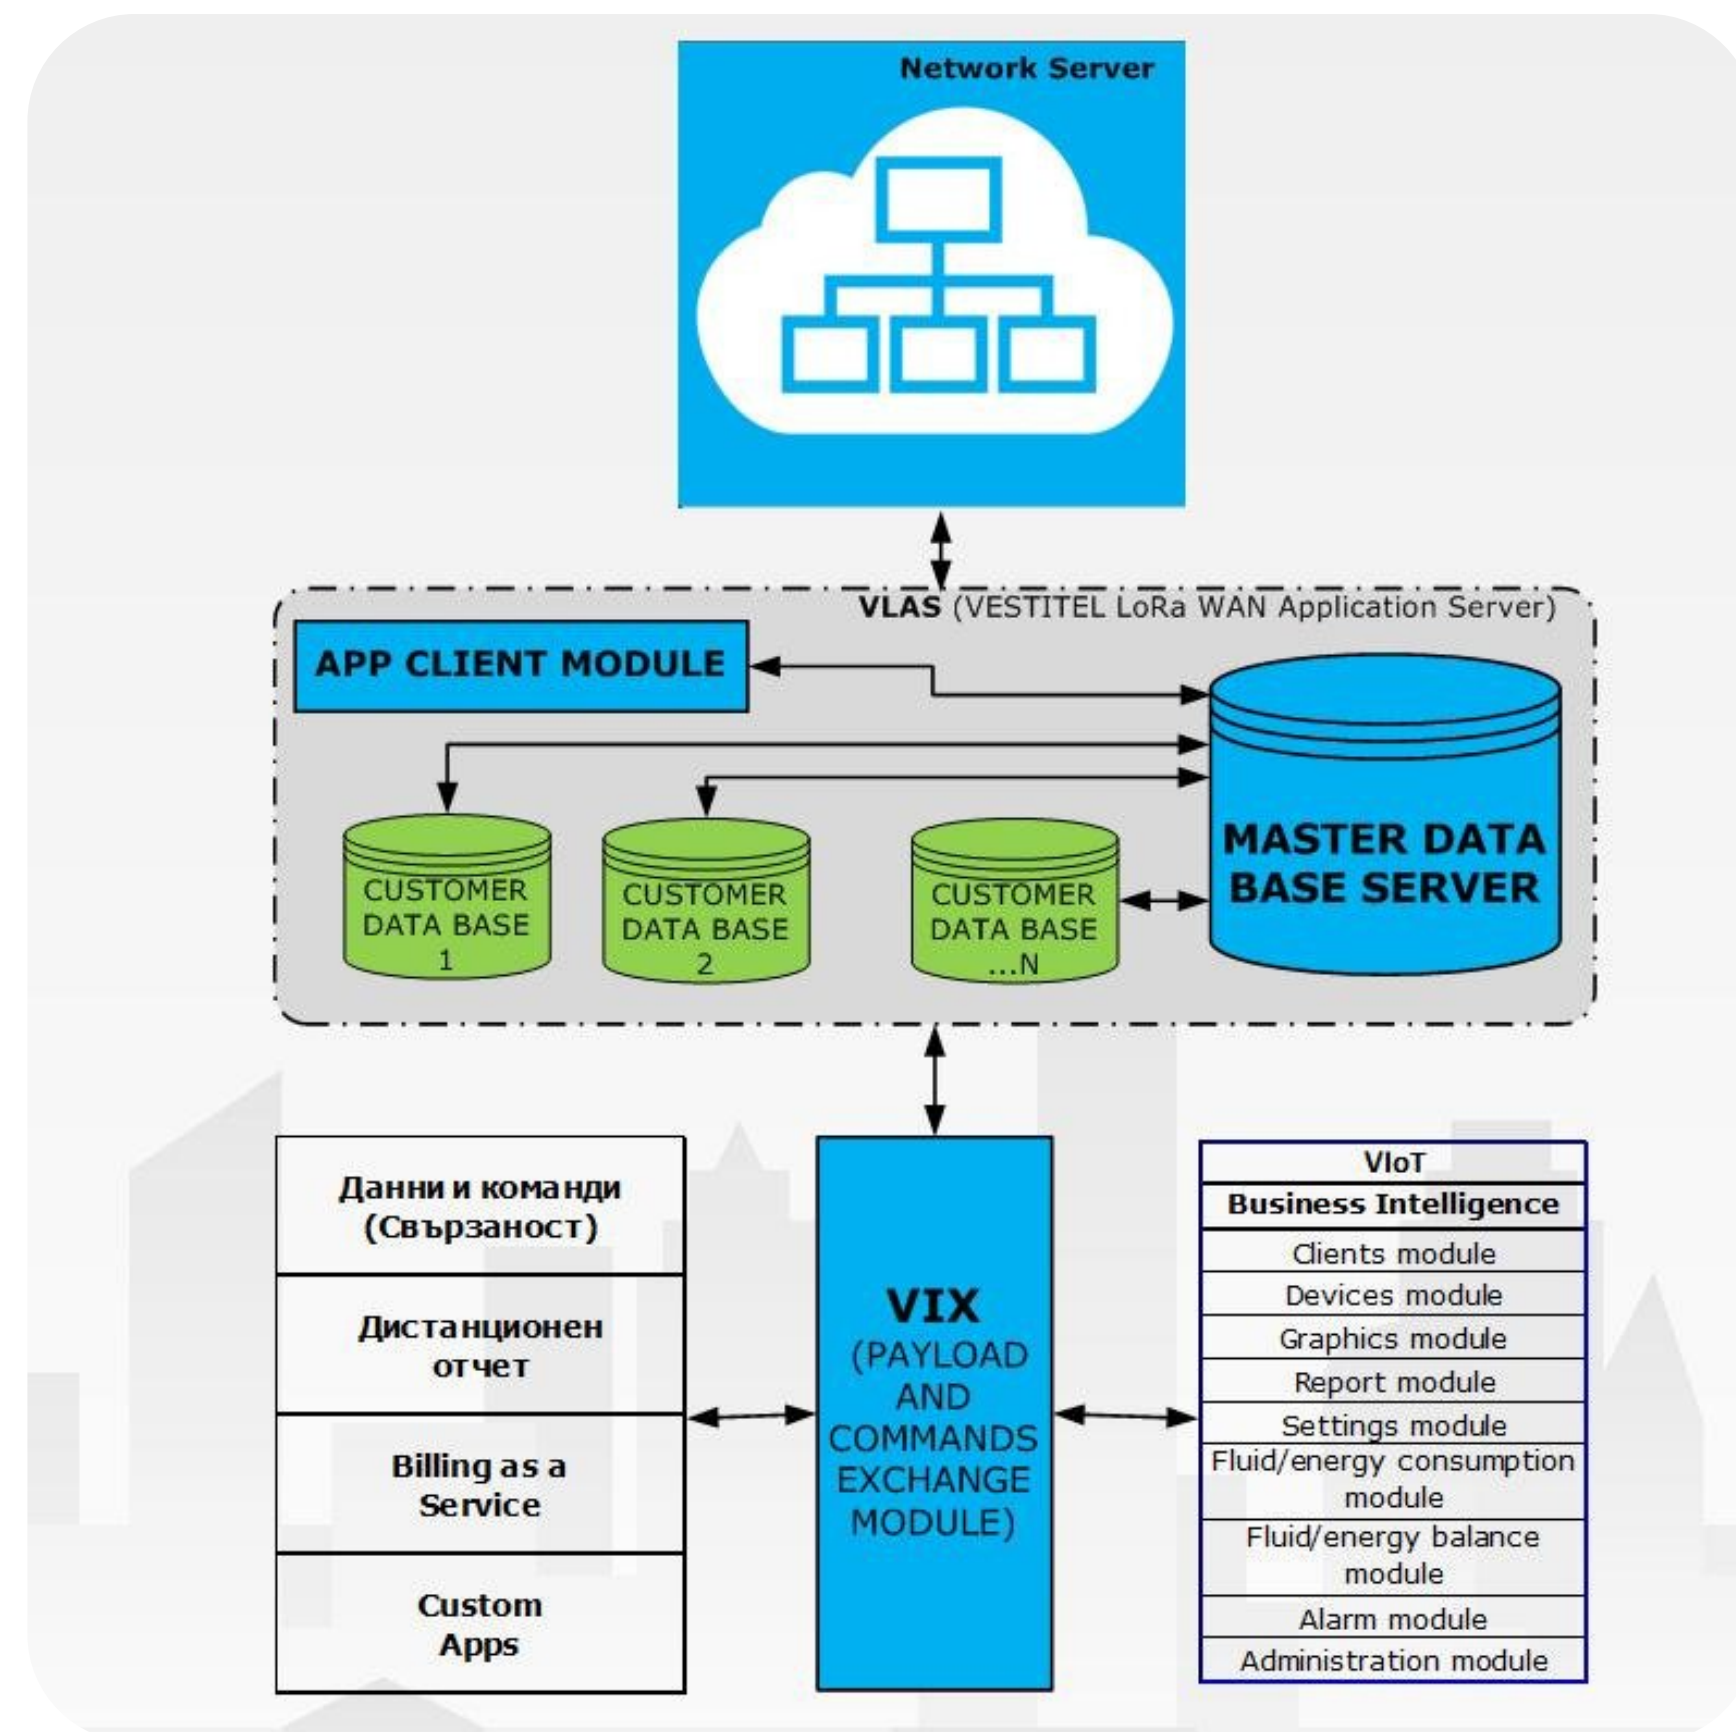 Network Server
VLAS (VESTITEL LoRa WAN Application Server)
APP CLIENT MODULE
MASTER DATA
BASE SERVER
CUSTOMER
DATA BASE
1
CUSTOMER
DATA BASE
2
CUSTOMER
DATA BASE
...N
Данни и команди
(Свързаност)
Дистанционен
отчет
Billing as a
Service
Custom
Apps
VIX
(PAYLOAD
AND
COMMANDS
EXCHANGE
MODULE)
VIoT
Business Intelligence
Clients module
Devices module
Graphics module
Report module
Settings module
Fluid/energy consumption
module
Fluid/energy balance
module
Alarm module
Administration module